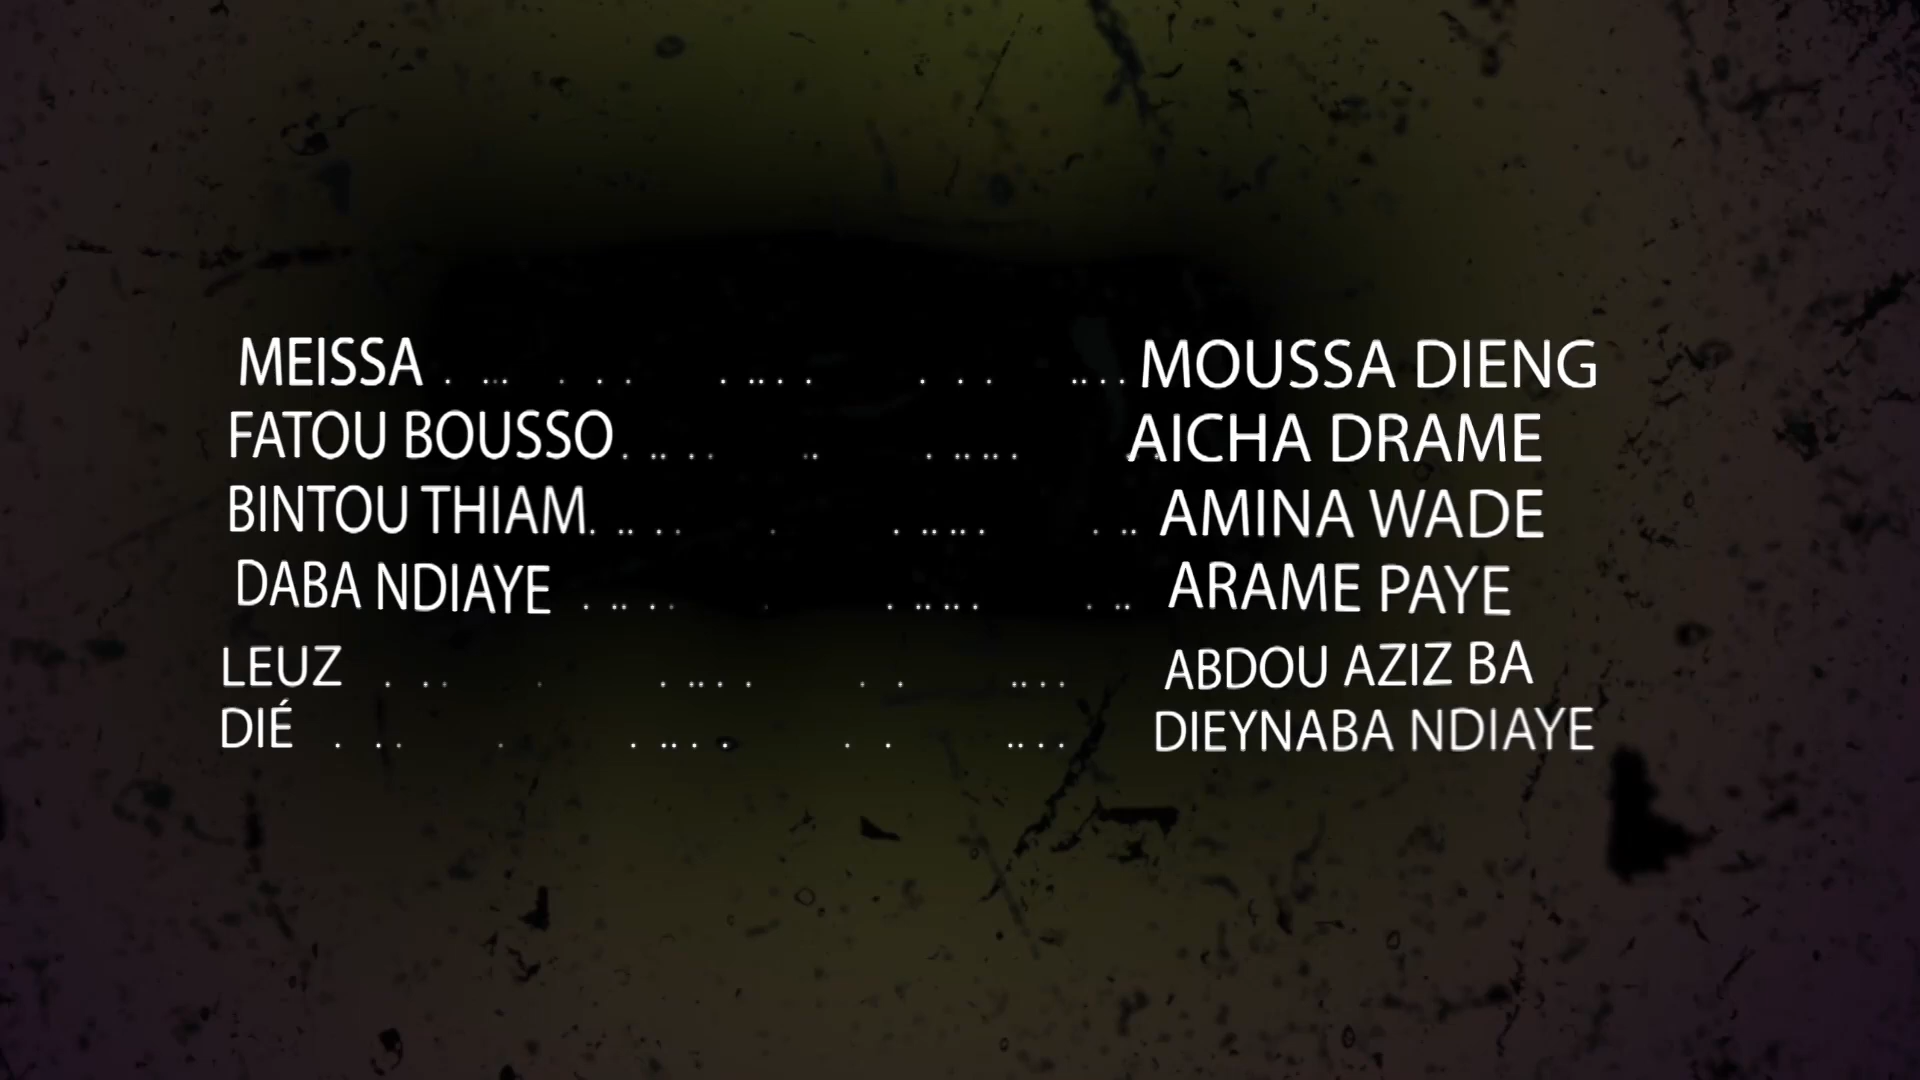 MEISSA . ... . . . . .. . . . . . .. . . MOUSSA DIENG
FATOU BOUSSO . .. . . .. . .. .. . . . AICHA DRAME
BINTOU THIAM . .. . . . . .. .. . . .. AMINA WADE
DABA NDIAYE . .. . . . . .. .. . . .. ARAME PAYE
LEUZ . . . . . .. . . . . .. . . ABDOU AZIZ BA
DIÉ . . . . . .. . . . . .. . . DIEYNABA NDIAYE